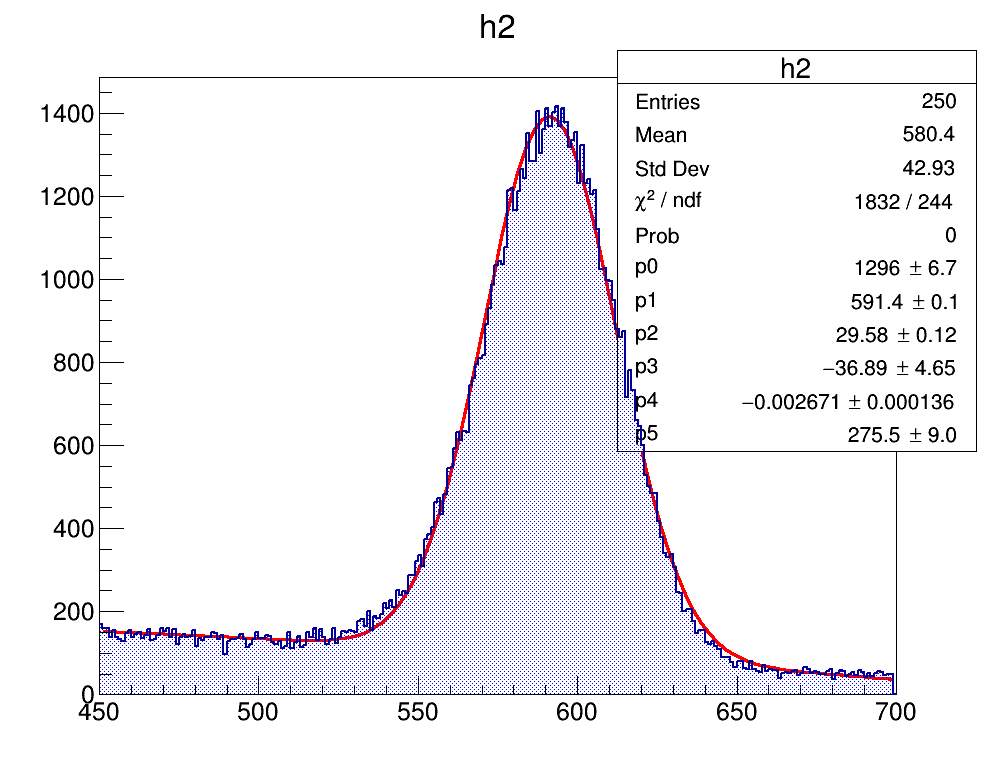 h2
h2
Entries 250
Mean 580.4
Std Dev 42.93
χ² / ndf 1832 / 244
Prob 0
p0 1296 ± 6.7
p1 591.4 ± 0.1
p2 29.58 ± 0.12
p3 −36.89 ± 4.65
p4 −0.002671 ± 0.000136
p5 275.5 ± 9.0
1400
1200
1000
800
600
400
200
0
450 500 550 600 650 700